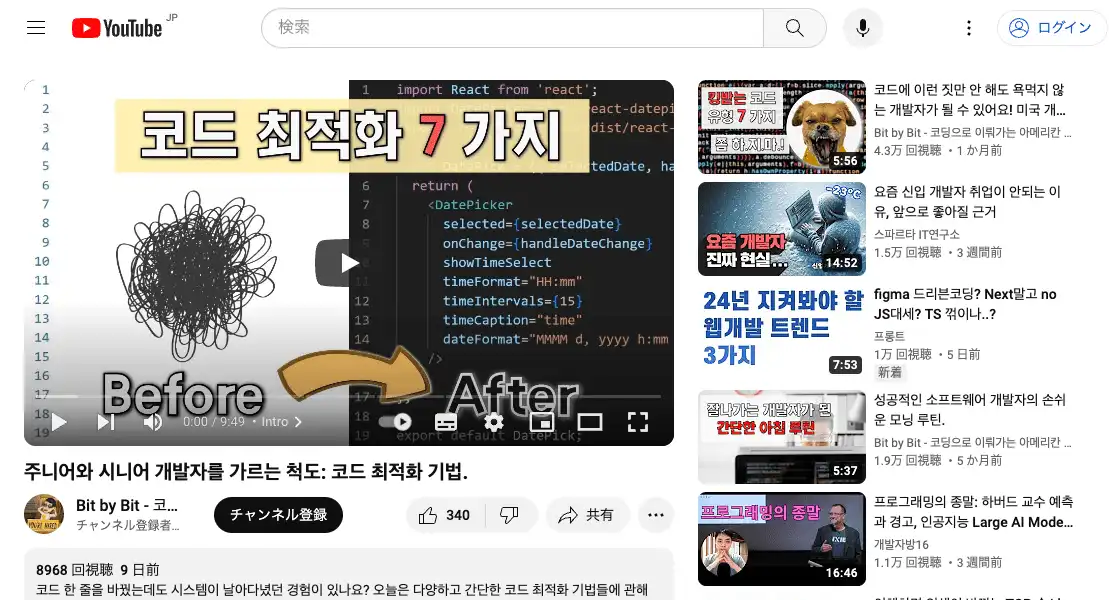 YouTube JP
検索
ログイン
코드 최적화 7 가지
1
2
3
4
5
6
7
8
9
10
11
12
13
14
15
16
17
18
19
1 import React from 'react';
react-datepi
dist/react-
selectedDate, ha
6 return (
7 <DatePicker
8 selected={selectedDate}
9 onChange={handleDateChange}
10 showTimeSelect
11 timeFormat="HH:mm"
12 timeIntervals={15}
13 timeCaption="time"
14 dateFormat="MMMM d, yyyy h:mm
/>
17
18
export default DatePick;
Before
After
0:00 / 9:49 • Intro
주니어와 시니어 개발자를 가르는 척도: 코드 최적화 기법.
Bit by Bit - 코...
チャンネル登録者...
チャンネル登録
340
共有
8968 回視聴 9 日前
코드 한 줄을 바꿨는데도 시스템이 날아다녔던 경험이 있나요? 오늘은 다양하고 간단한 코드 최적화 기법들에 관해
킹받는 코드
유형 7 가지
좀 하.지.마.!
5:56
코드에 이런 짓만 안 해도 욕먹지 않
는 개발자가 될 수 있어요! 미국 개...
Bit by Bit - 코딩으로 이뤄가는 아메리칸 ...
4.3万 回視聴 • 1 か月前
-23°C
요즘 개발자
진짜 현실...
14:52
요즘 신입 개발자 취업이 안되는 이
유, 앞으로 좋아질 근거
스파르타 IT연구소
1.5万 回視聴 • 3 週間前
24년 지켜봐야 할
웹개발 트렌드
3가지
7:53
figma 드리븐코딩? Next말고 no
JS대세? TS 꺾이나..?
프롱트
1万 回視聴 • 5 日前
新着
잘나가는 개발자가 된
간단한 아침 루틴
5:37
성공적인 소프트웨어 개발자의 손쉬
운 모닝 루틴.
Bit by Bit - 코딩으로 이뤄가는 아메리칸 ...
1.9万 回視聴 • 5 か月前
프로그래밍의 종말
16:46
프로그래밍의 종말: 하버드 교수 예측
과 경고, 인공지능 Large AI Mode...
개발자방16
1.1万 回視聴 • 3 週間前